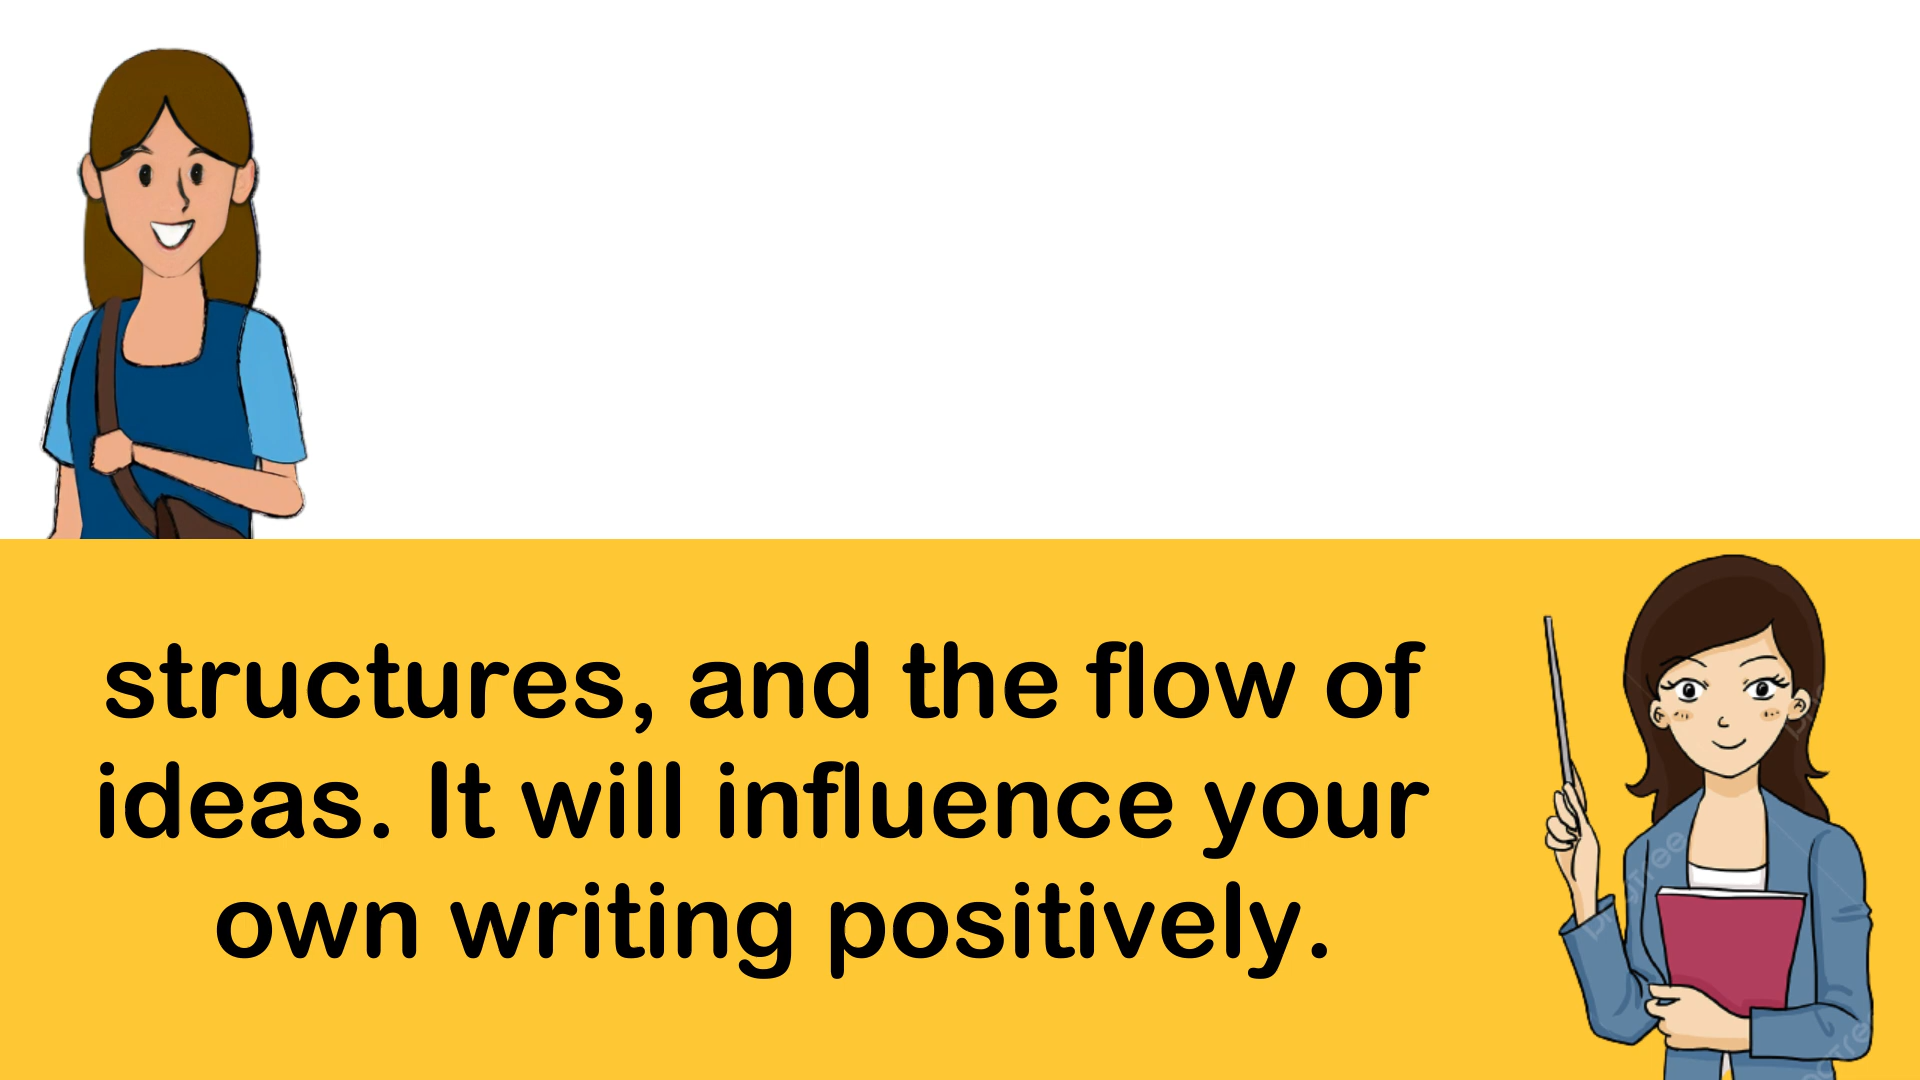 structures, and the flow of
ideas. It will influence your
own writing positively.